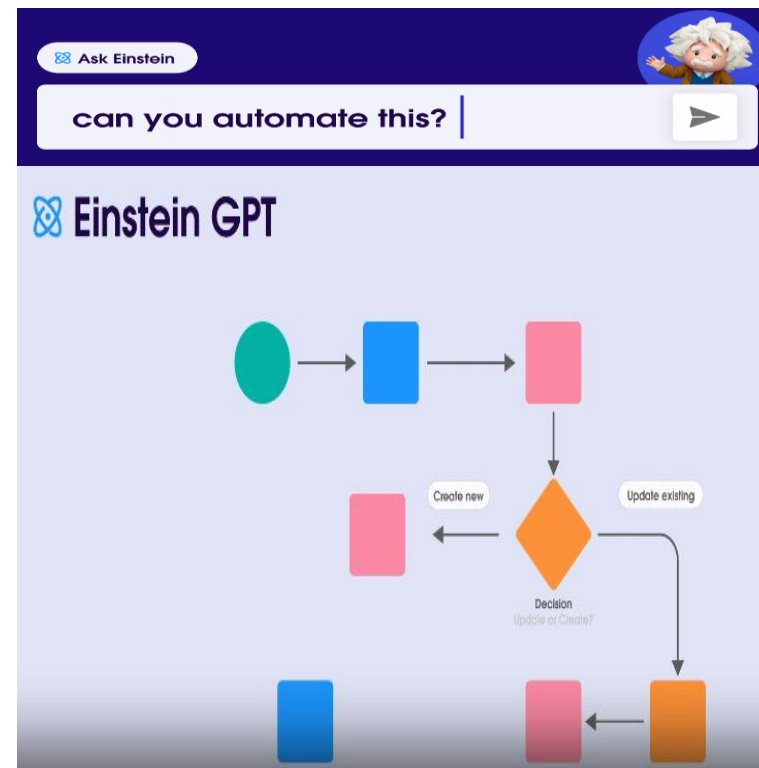 Ask Einstein
can you automate this?
Einstein GPT
Create new
Update existing
Decision
Update or Create?